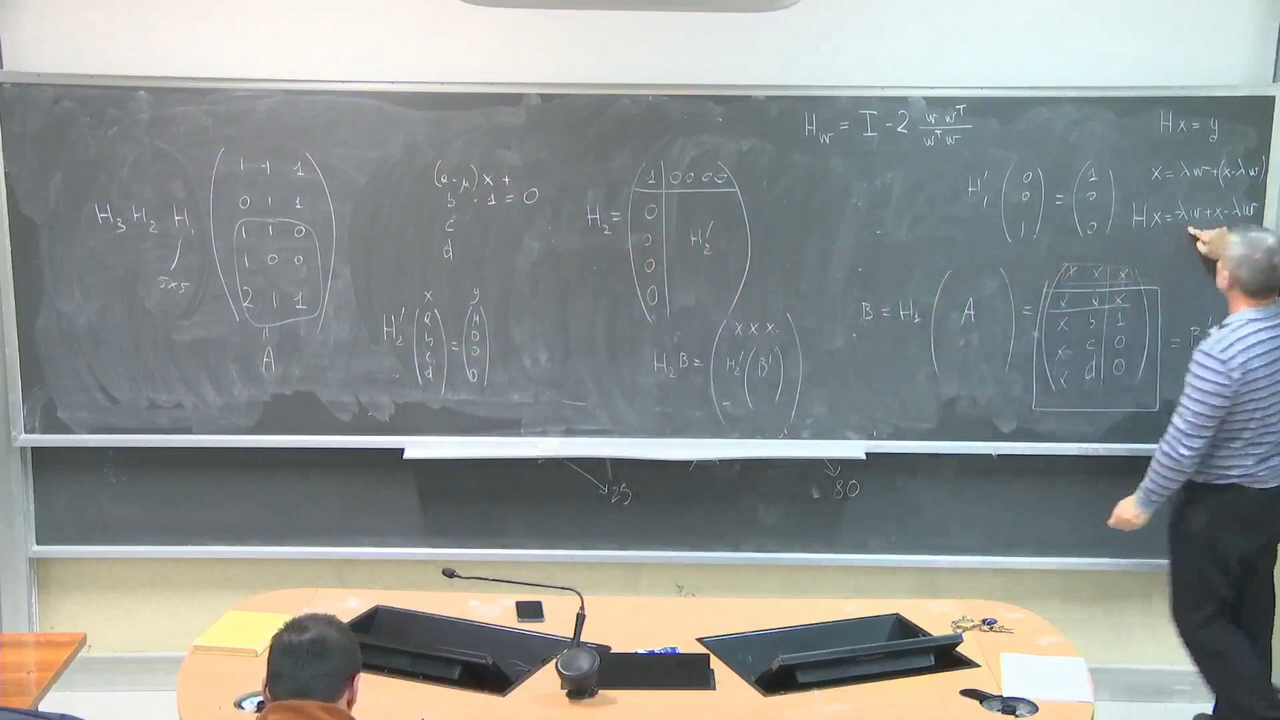 H_w = I - 2 \frac{w w^T}{w^T w}
Hx = y
x = λw + (x - λw)
Hx = -λw + x - λw
H_3 H_2 H_1
5x5
1 -1 1
0 1 1
1 1 0
1 0 0
2 1 1
A
(a-μ)x +
b · 1 = 0
c
d
x y
H_2' (a b c d) = (μ 0 0 0)
H_2 =
1 0 0 0 0
0
0 H_2'
0
0
H_2 B =
x x x
H_2' (B')
H_1' (0 0 1) = (1 0 0)
B = H_1 ( A ) =
x x x
x x x
x b 1
x c 0
x d 0
= B'
25
80